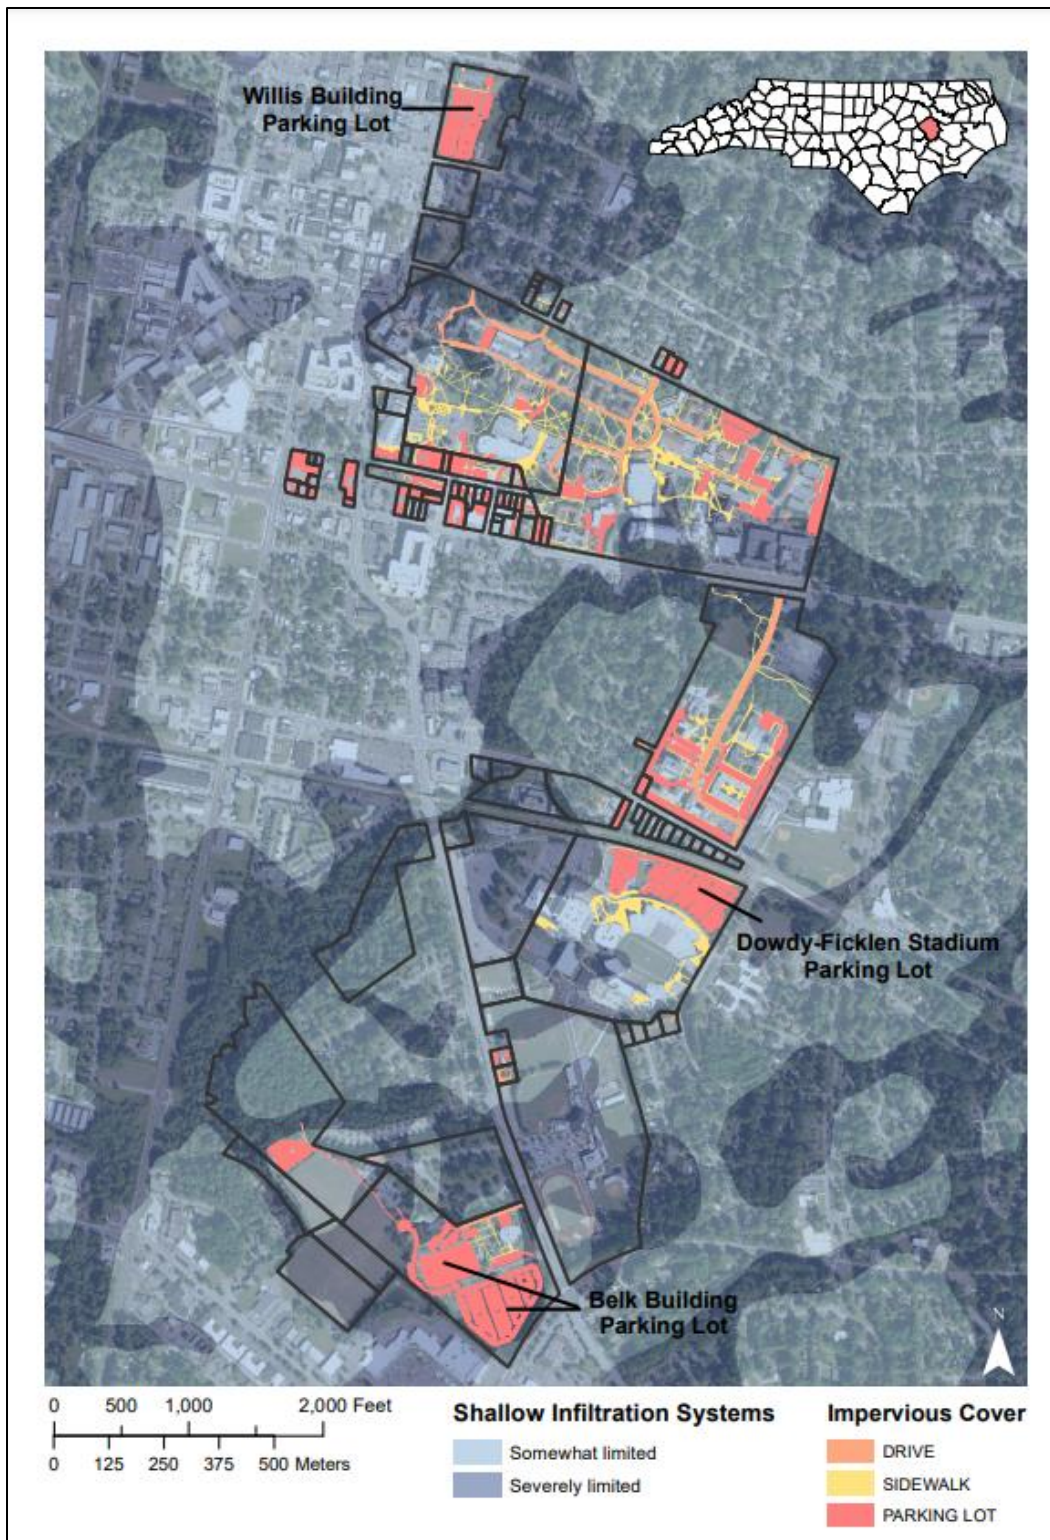 Willis Building
Parking Lot
Dowdy-Ficklen Stadium
Parking Lot
Belk Building
Parking Lot
N
0 500 1,000 2,000 Feet
0 125 250 375 500 Meters
Shallow Infiltration Systems
Somewhat limited
Severely limited
Impervious Cover
DRIVE
SIDEWALK
PARKING LOT